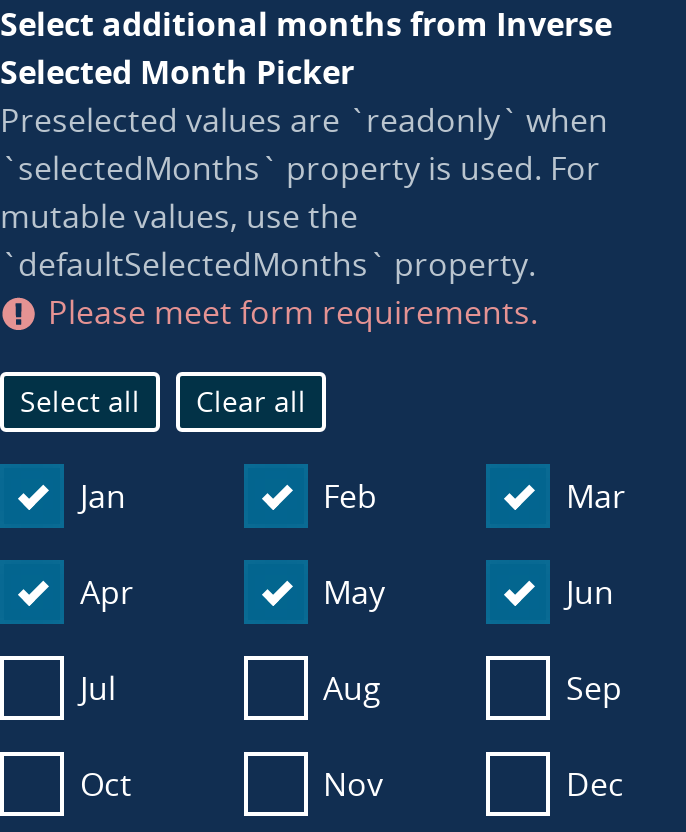 Select additional months from Inverse
Selected Month Picker
Preselected values are `readonly` when
`selectedMonths` property is used. For
mutable values, use the
`defaultSelectedMonths` property.
Please meet form requirements.
Select all Clear all
Jan Feb Mar
Apr May Jun
Jul Aug Sep
Oct Nov Dec